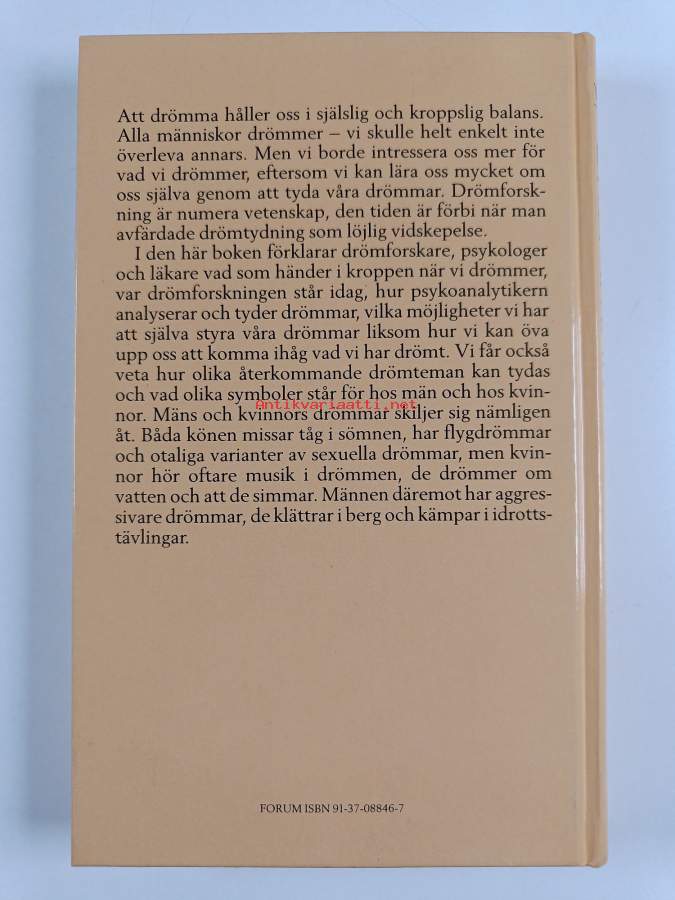 Att drömma håller oss i själslig och kroppslig balans.
Alla människor drömmer – vi skulle helt enkelt inte
överleva annars. Men vi borde intressera oss mer för
vad vi drömmer, eftersom vi kan lära oss mycket om
oss själva genom att tyda våra drömmar. Drömforsk-
ning är numera vetenskap, den tiden är förbi när man
avfärdade drömtydning som löjlig vidskepelse.
I den här boken förklarar drömforskare, psykologer
och läkare vad som händer i kroppen när vi drömmer,
var drömforskningen står idag, hur psykoanalytikern
analyserar och tyder drömmar, vilka möjligheter vi har
att själva styra våra drömmar liksom hur vi kan öva
upp oss att komma ihåg vad vi har drömt. Vi får också
veta hur olika återkommande drömteman kan tydas
och vad olika symboler står för hos män och hos kvin-
Antikvariaatti.net
nor. Mäns och kvinnors drömmar skiljer sig nämligen
åt. Båda könen missar tåg i sömnen, har flygdrömmar
och otaliga varianter av sexuella drömmar, men kvin-
nor hör oftare musik i drömmen, de drömmer om
vatten och att de simmar. Männen däremot har aggres-
sivare drömmar, de klättrar i berg och kämpar i idrotts-
tävlingar.
FORUM ISBN 91-37-08846-7